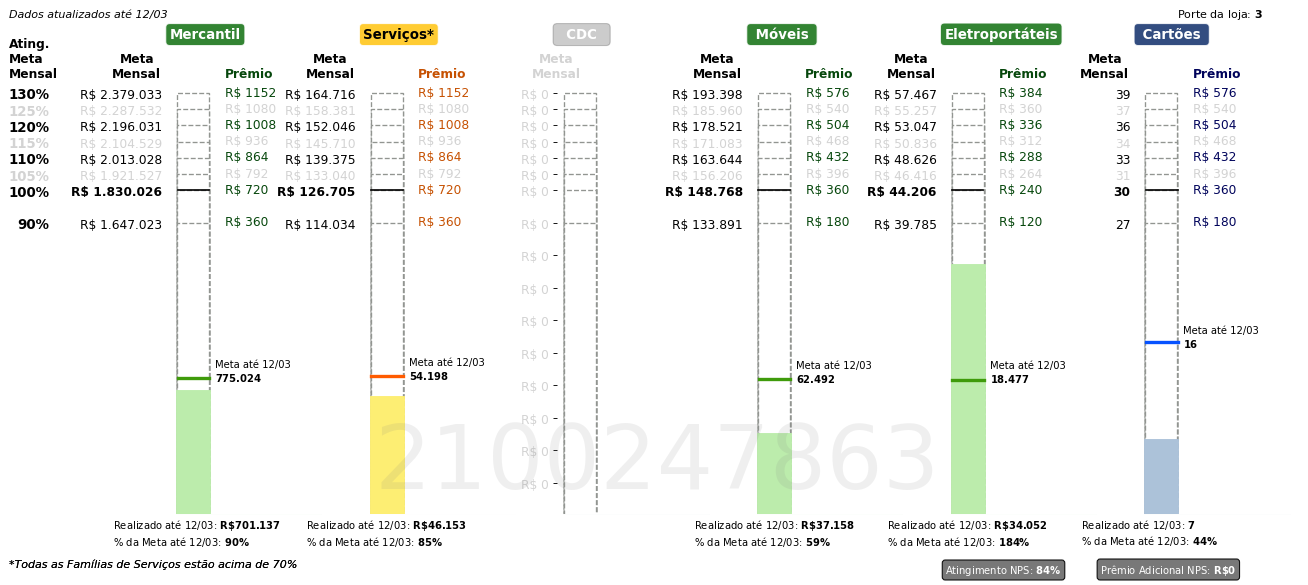 Dados atualizados até 12/03
Porte da loja: 3
Mercantil Serviços* CDC Móveis Eletroportáteis Cartões
Ating.
Meta Meta Meta Meta Meta Meta Meta
Mensal Mensal Prêmio Mensal Prêmio Mensal Mensal Prêmio Mensal Prêmio Mensal Prêmio
130% R$ 2.379.033 R$ 1152 R$ 164.716 R$ 1152 R$ 0 R$ 193.398 R$ 576 R$ 57.467 R$ 384 39 R$ 576
125% R$ 2.287.532 R$ 1080 R$ 158.381 R$ 1080 R$ 0 R$ 185.960 R$ 540 R$ 55.257 R$ 360 37 R$ 540
120% R$ 2.196.031 R$ 1008 R$ 152.046 R$ 1008 R$ 0 R$ 178.521 R$ 504 R$ 53.047 R$ 336 36 R$ 504
115% R$ 2.104.529 R$ 936 R$ 145.710 R$ 936 R$ 0 R$ 171.083 R$ 468 R$ 50.836 R$ 312 34 R$ 468
110% R$ 2.013.028 R$ 864 R$ 139.375 R$ 864 R$ 0 R$ 163.644 R$ 432 R$ 48.626 R$ 288 33 R$ 432
105% R$ 1.921.527 R$ 792 R$ 133.040 R$ 792 R$ 0 R$ 156.206 R$ 396 R$ 46.416 R$ 264 31 R$ 396
100% R$ 1.830.026 R$ 720 R$ 126.705 R$ 720 R$ 0 R$ 148.768 R$ 360 R$ 44.206 R$ 240 30 R$ 360
90% R$ 1.647.023 R$ 360 R$ 114.034 R$ 360 R$ 0 R$ 133.891 R$ 180 R$ 39.785 R$ 120 27 R$ 180
R$ 0
R$ 0
R$ 0
Meta até 12/03
16
R$ 0
Meta até 12/03 Meta até 12/03 Meta até 12/03 Meta até 12/03
775.024 54.198 62.492 18.477
R$ 0
R$ 0
R$ 0
2100247863
R$ 0
Realizado até 12/03: R$701.137 Realizado até 12/03: R$46.153 Realizado até 12/03: R$37.158 Realizado até 12/03: R$34.052 Realizado até 12/03: 7
% da Meta até 12/03: 90% % da Meta até 12/03: 85% % da Meta até 12/03: 59% % da Meta até 12/03: 184% % da Meta até 12/03: 44%
*Todas as Famílias de Serviços estão acima de 70%
Atingimento NPS: 84% Prêmio Adicional NPS: R$0